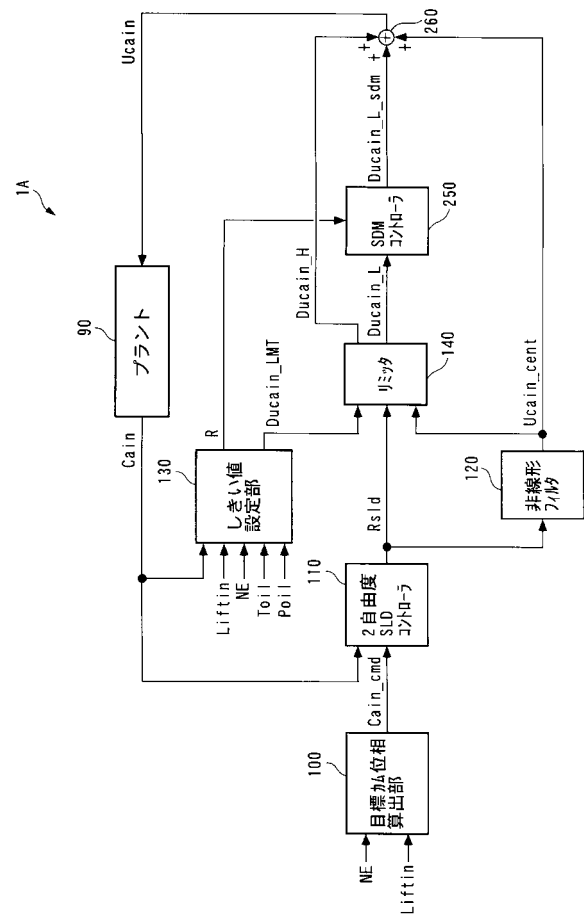 1A
Ucain
90
プラント
Cain
130
しきい値
設定部
Liftin
NE
Toil
Poil
R
Ducain_LMT
Ducain_H
Ducain_L
Ducain_L_sdm
SDM
コントローラ
250
260
+
+
+
140
リミッタ
Rsld
110
2自由度
SLD
コントローラ
Cain_cmd
100
目標カム位相
算出部
NE
Liftin
120
非線形
フィルタ
Ucain_cent